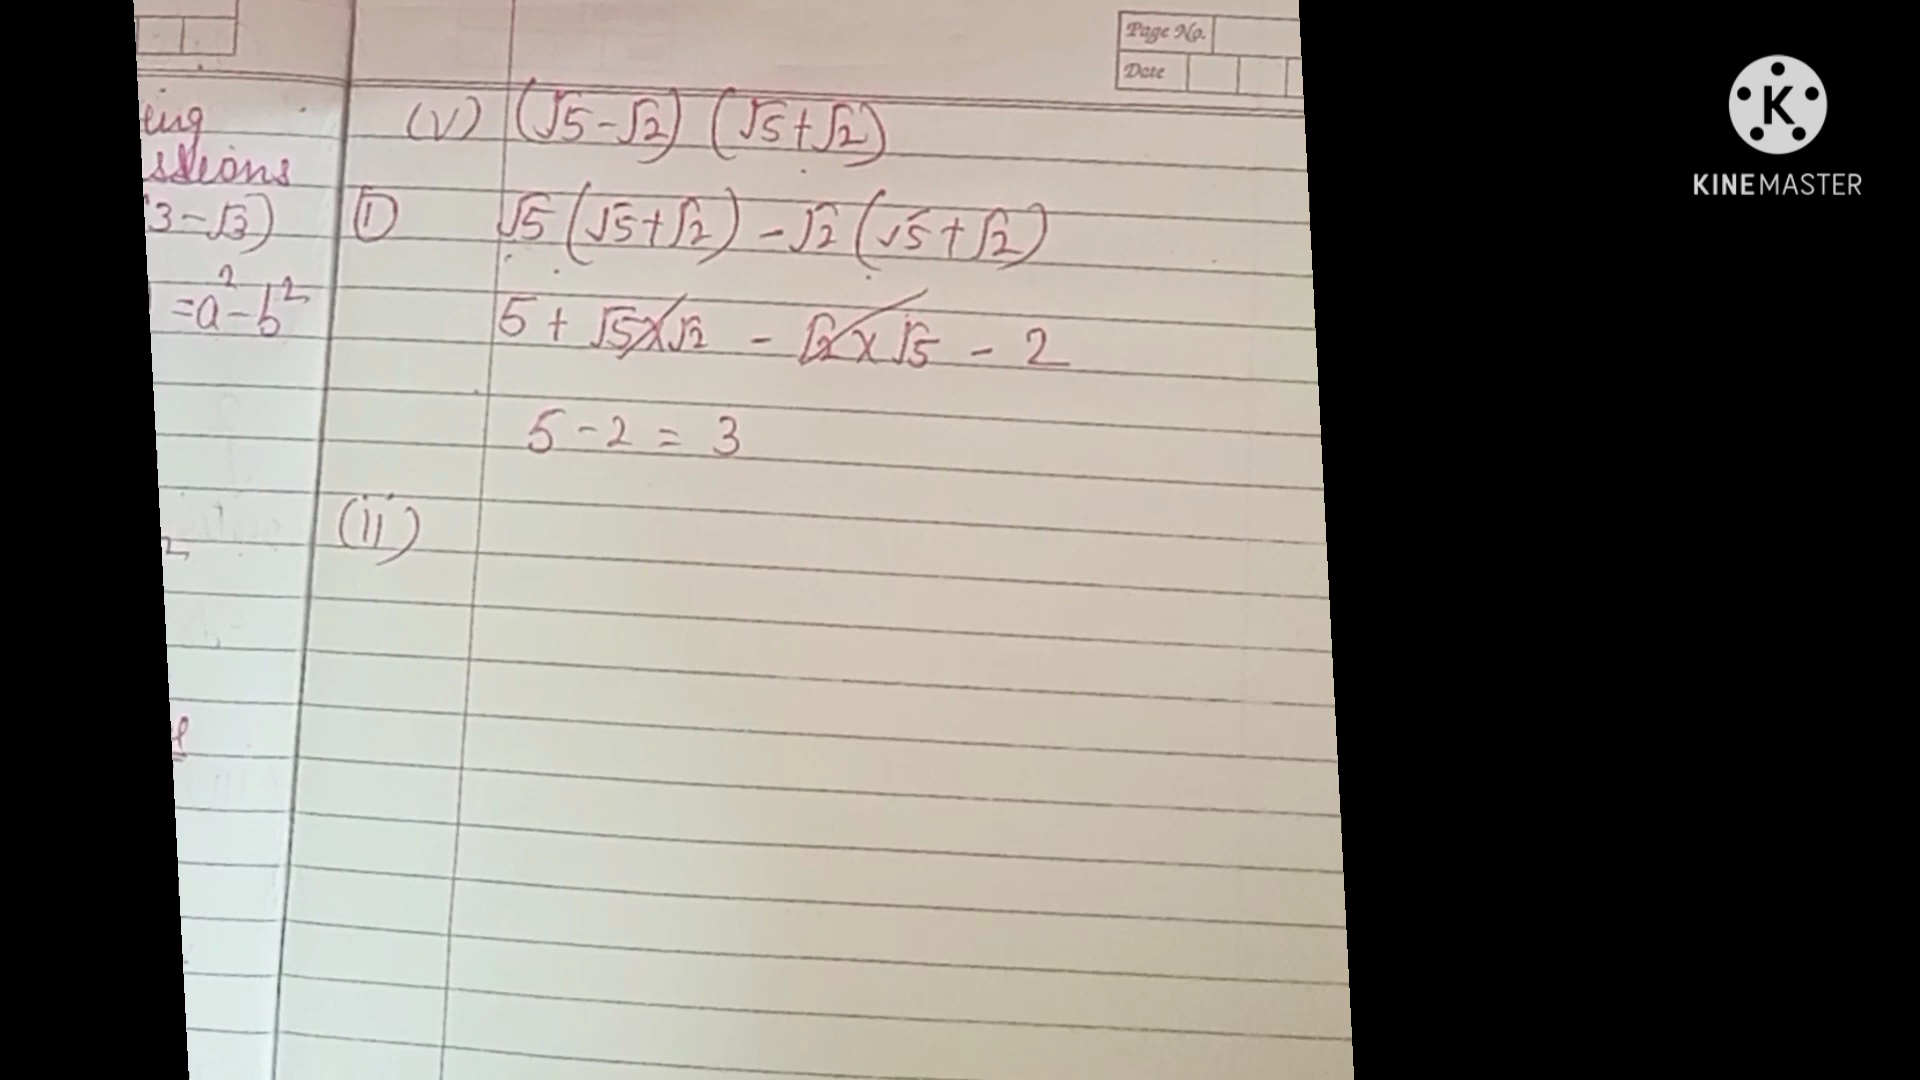 Page No.
Date
(v) (√5-√2) (√5+√2)
① √5(√5+√2) - √2(√5+√2)
5 + √5×√2 - √2×√5 - 2
5-2 = 3
(ii)
ssions
3-√3)
=a²-b²
K
KINEMASTER